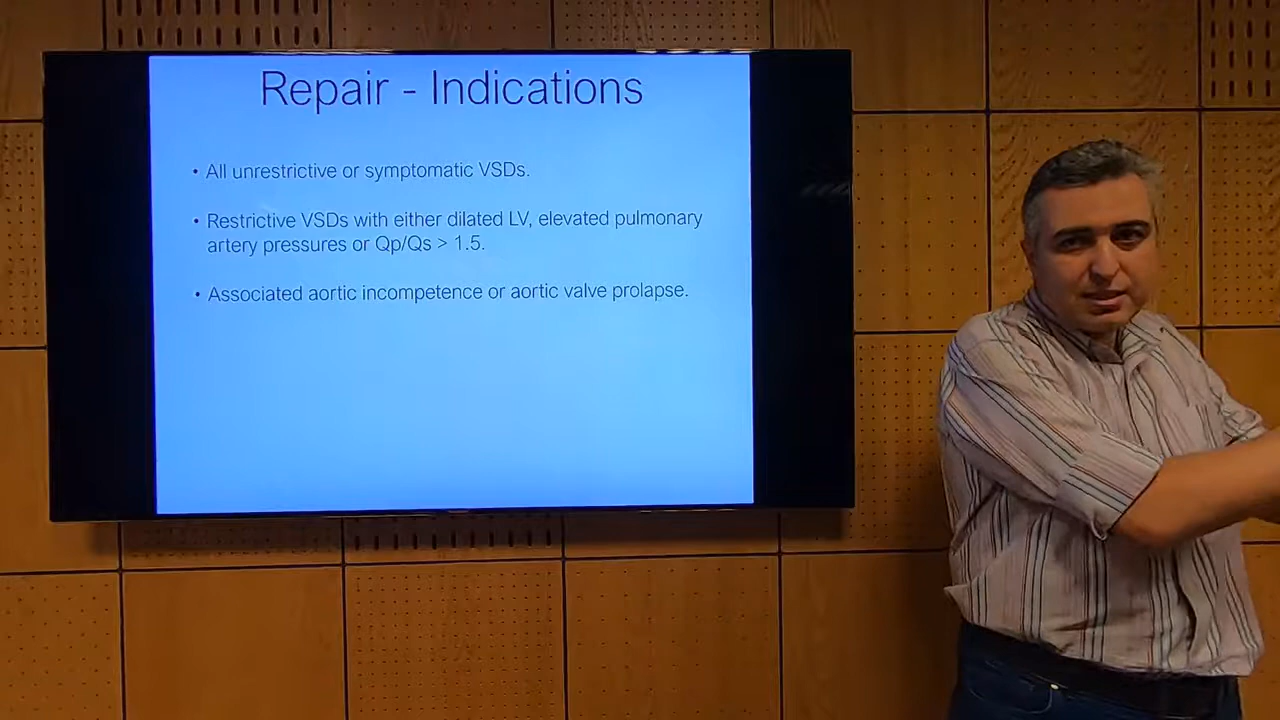 Repair - Indications
• All unrestrictive or symptomatic VSDs.
• Restrictive VSDs with either dilated LV, elevated pulmonary
artery pressures or Qp/Qs > 1.5.
• Associated aortic incompetence or aortic valve prolapse.